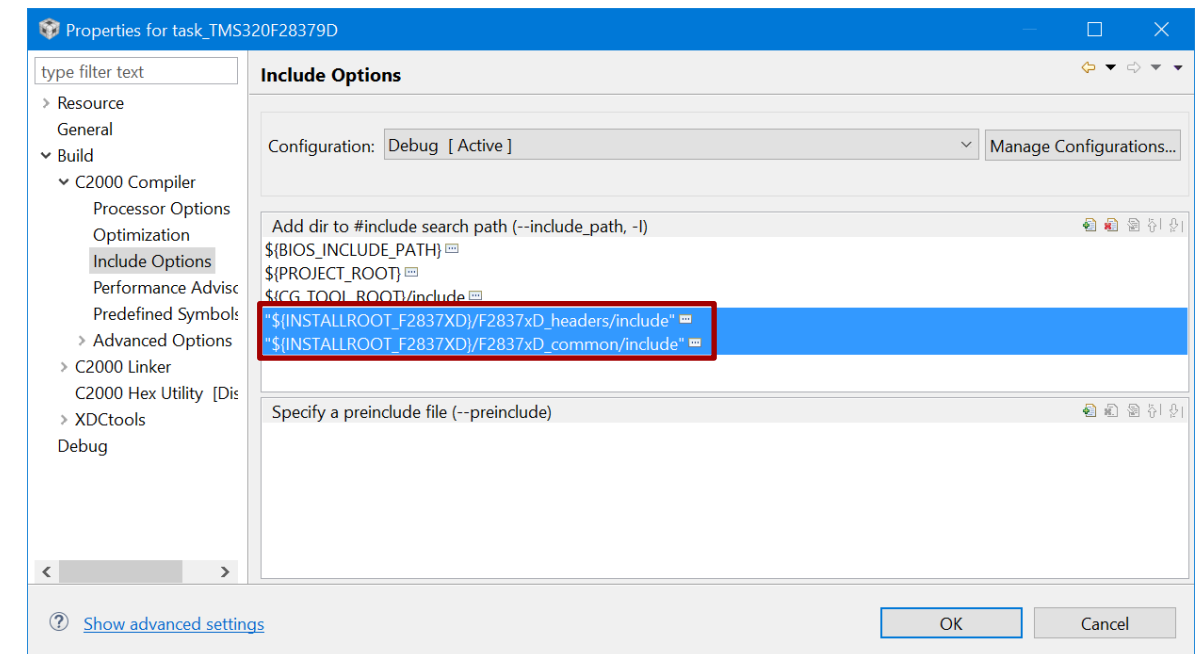 Properties for task_TMS320F28379D
type filter text
Resource
General
Build
C2000 Compiler
Processor Options
Optimization
Include Options
Performance Advisc
Predefined Symbols
Advanced Options
C2000 Linker
C2000 Hex Utility [Dis
XDCtools
Debug
Include Options
Configuration: Debug [ Active ]
Manage Configurations...
Add dir to #include search path (--include_path, -I)
${BIOS_INCLUDE_PATH}
${PROJECT_ROOT}
${CG_TOOL_ROOT}/include
"${INSTALLROOT_F2837XD}/F2837xD_headers/include"
"${INSTALLROOT_F2837XD}/F2837xD_common/include"
Specify a preinclude file (--preinclude)
Show advanced settings
OK
Cancel